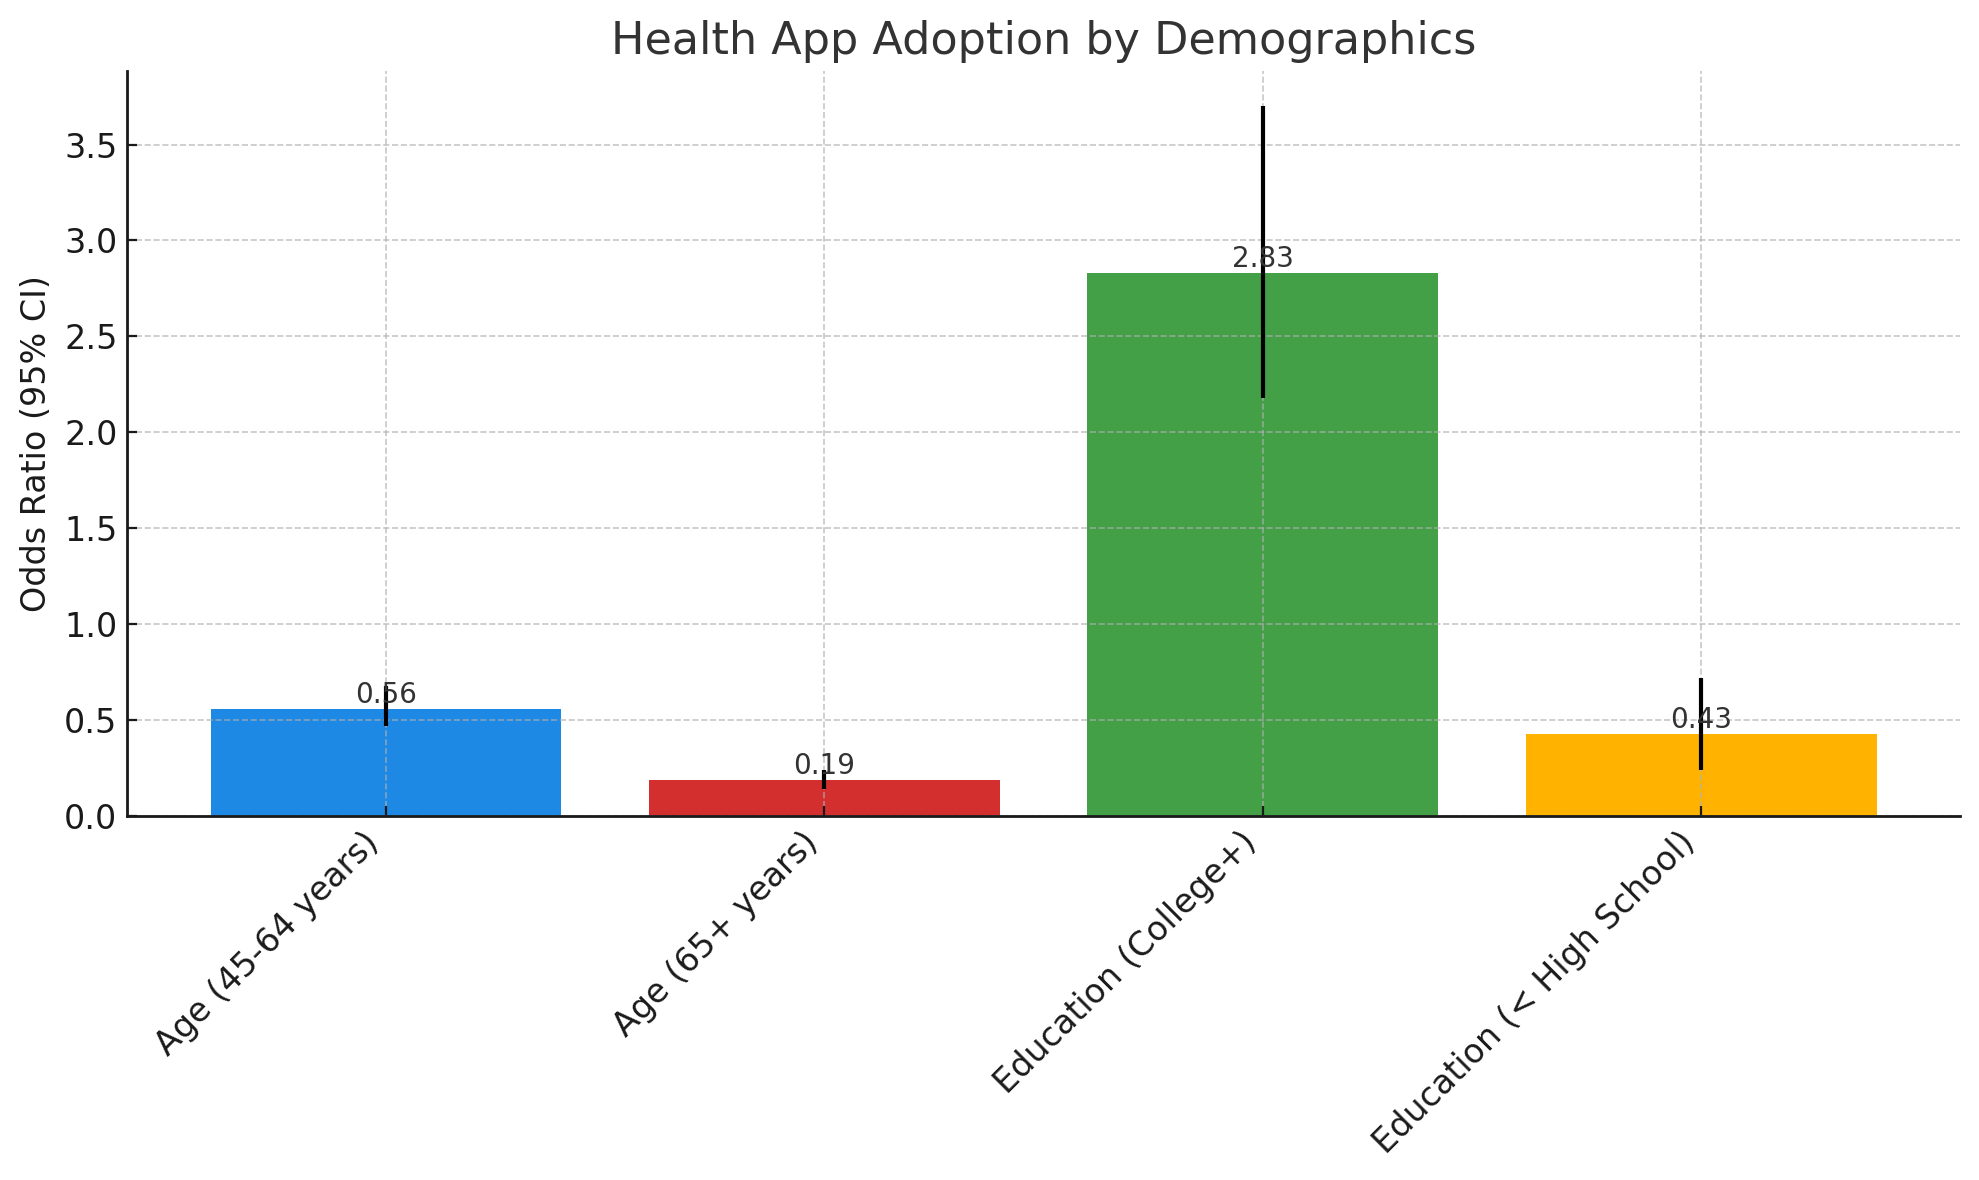 Health App Adoption by Demographics
Odds Ratio (95% CI)
3.5
3.0
2.5
2.0
1.5
1.0
0.5
0.0
0.56
0.19
2.83
0.43
Age (45-64 years)
Age (65+ years)
Education (College+)
Education (< High School)